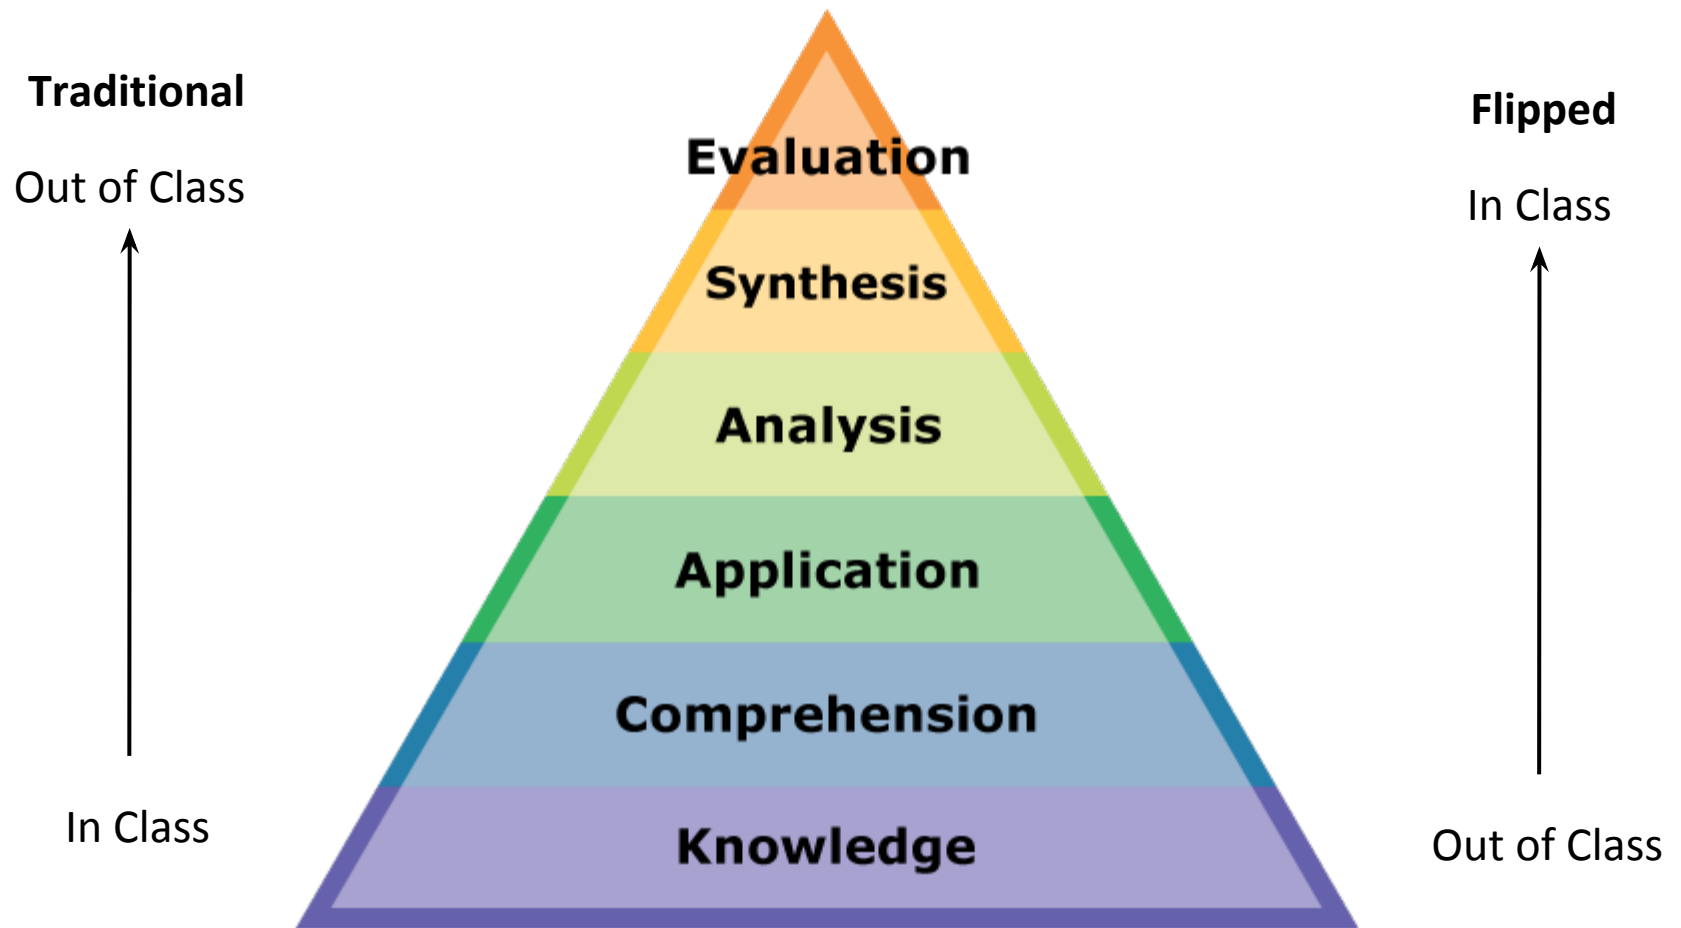 Traditional
Out of Class
In Class
Evaluation
Synthesis
Analysis
Application
Comprehension
Knowledge
Flipped
In Class
Out of Class